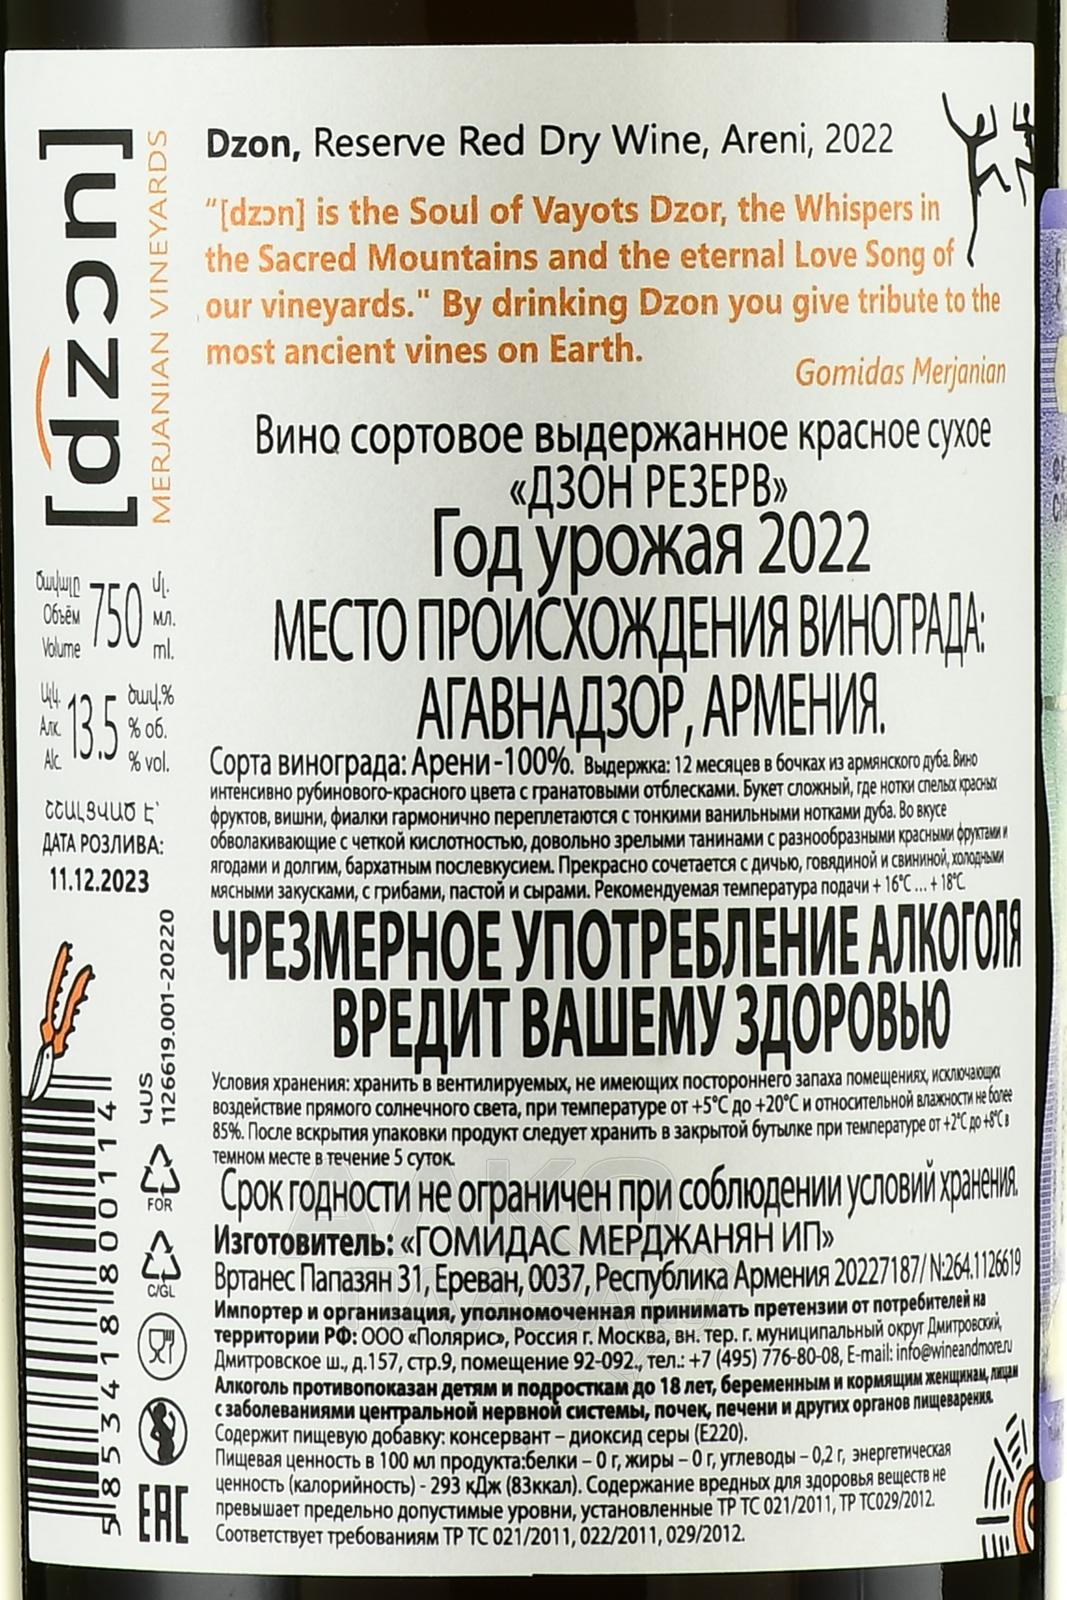 [dzɔn]
MERJANIAN VINEYARDS
Dzon, Reserve Red Dry Wine, Areni, 2022
"[dzɔn] is the Soul of Vayots Dzor, the Whispers in
the Sacred Mountains and the eternal Love Song of
our vineyards." By drinking Dzon you give tribute to the
most ancient vines on Earth.
Gomidas Merjanian
Вино сортовое выдержанное красное сухое
«ДЗОН РЕЗЕРВ»
Год урожая 2022
МЕСТО ПРОИСХОЖДЕНИЯ ВИНОГРАДА:
АГАВНАДЗОР, АРМЕНИЯ.
Сорта винограда: Арени -100%. Выдержка: 12 месяцев в бочках из армянского дуба. Вино
интенсивно рубинового-красного цвета с гранатовыми отблесками. Букет сложный, где нотки спелых красных
фруктов, вишни, фиалки гармонично переплетаются с тонкими ванильными нотками дуба. Во вкусе
обволакивающие с четкой кислотностью, довольно зрелыми танинами с разнообразными красными фруктами и
ягодами и долгим, бархатным послевкусием. Прекрасно сочетается с дичью, говядиной и свининой, холодными
мясными закусками, с грибами, пастой и сырами. Рекомендуемая температура подачи + 16°С ... + 18°С
ЧРЕЗМЕРНОЕ УПОТРЕБЛЕНИЕ АЛКОГОЛЯ
ВРЕДИТ ВАШЕМУ ЗДОРОВЬЮ
Условия хранения: хранить в вентилируемых, не имеющих постороннего запаха помещениях, исключающих
воздействие прямого солнечного света, при температуре от +5°С до +20°С и относительной влажности не более
85%. После вскрытия упаковки продукт следует хранить в закрытой бутылке при температуре от +2°С до +8°С в
темном месте в течение 5 суток.
Срок годности не ограничен при соблюдении условий хранения.
Изготовитель: «ГОМИДАС МЕРДЖАНЯН ИП»
Вртанес Папазян 31, Ереван, 0037, Республика Армения 20227187/ N:264.1126619
Импортер и организация, уполномоченная принимать претензии от потребителей на
территории РФ: ООО «Полярис», Россия г. Москва, вн. тер. г. муниципальный округ Дмитровский,
Дмитровское ш., д.157, стр.9, помещение 92-092., тел.: +7 (495) 776-80-08, E-mail: info@wineandmore.ru
Алкоголь противопоказан детям и подросткам до 18 лет, беременным и кормящим женщинам, лицам
с заболеваниями центральной нервной системы, почек, печени и других органов пищеварения.
Содержит пищевую добавку: консервант – диоксид серы (Е220).
Пищевая ценность в 100 мл продукта:белки – 0 г, жиры – 0 г, углеводы – 0,2 г, энергетическая
ценность (калорийность) - 293 кДж (83ккал). Содержание вредных для здоровья веществ не
превышает предельно допустимые уровни, установленные ТР ТС 021/2011, ТР ТС029/2012.
Соответствует требованиям ТР ТС 021/2011, 022/2011, 029/2012.
Ծավալը
Объём 750 мл.
Volume ml.
մլ.
Ալկ. ծավ.%
Алк. 13.5 % об.
Alc. % vol.
ՇՇԱԼՑՎԱԾ Է՝
ДАТА РОЗЛИВА:
11.12.2023
ԿԱՏ
1126619.001-20220
FOR
C/GL
EAC
5853418800114